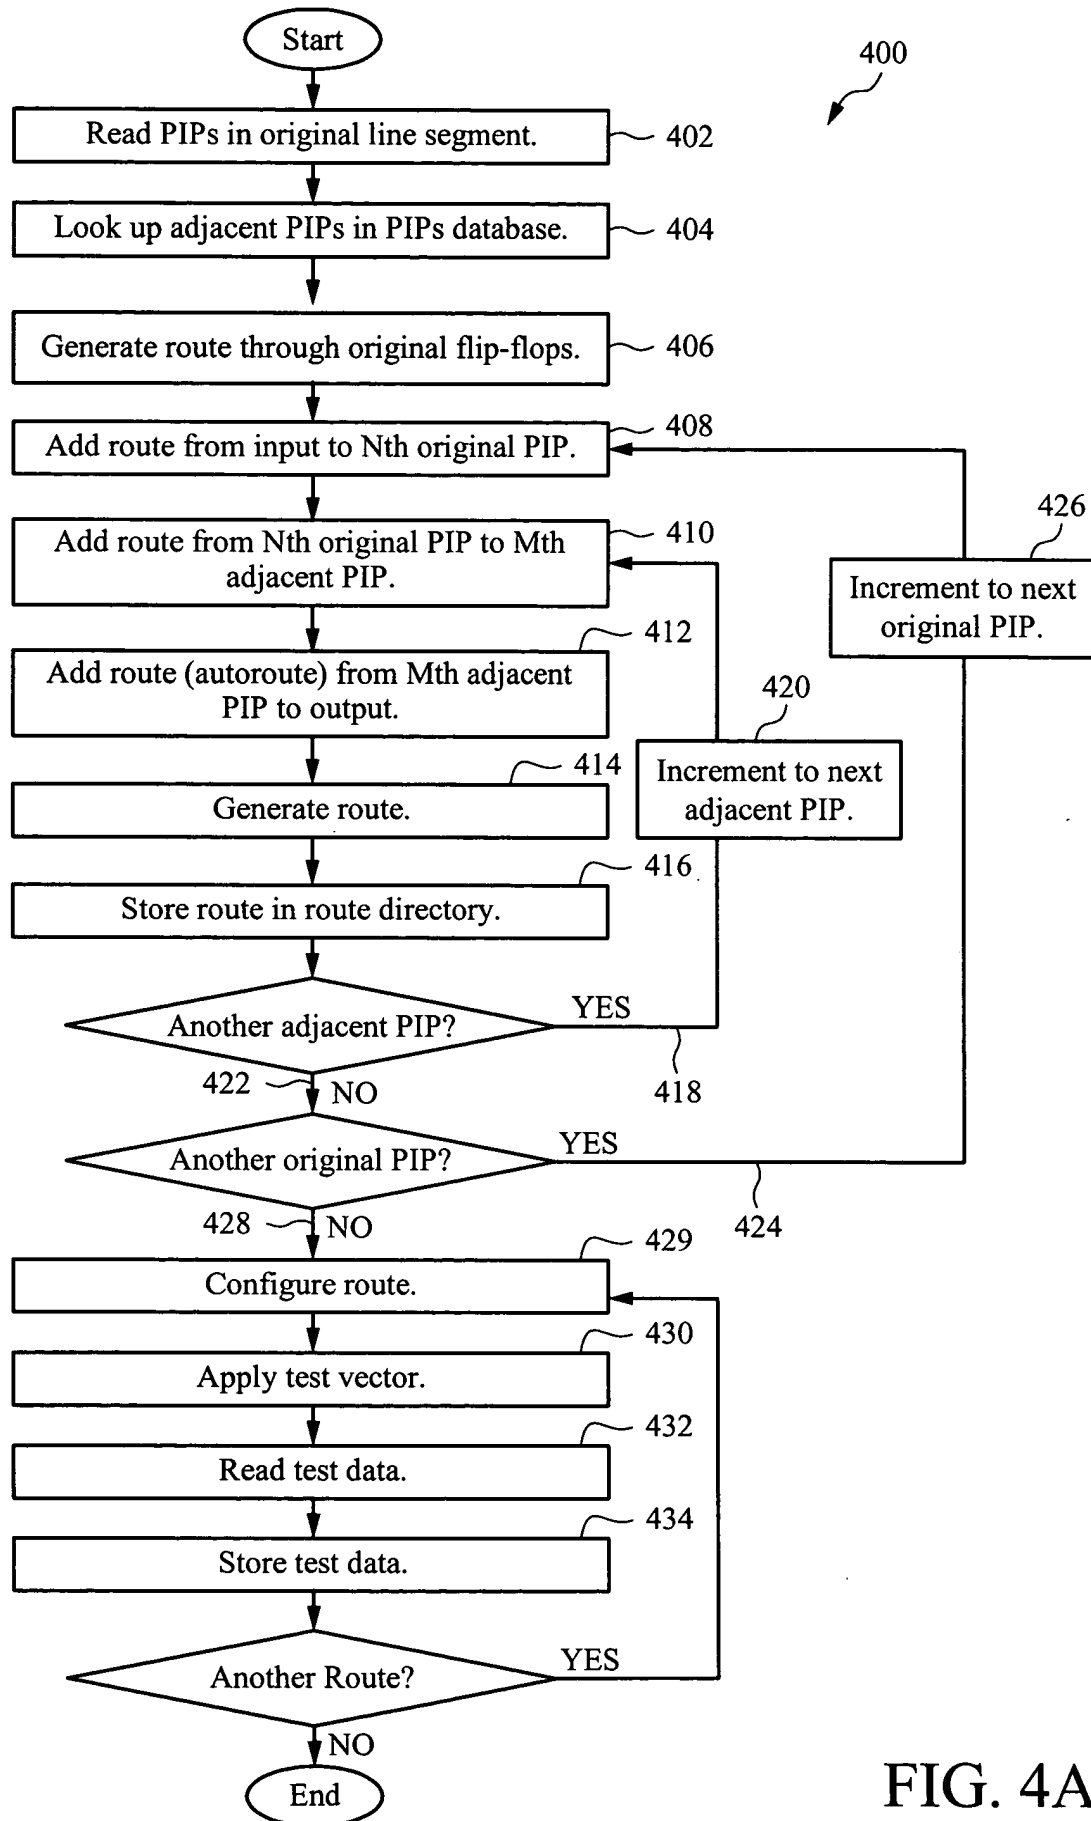 Start
400
Read PIPs in original line segment.
402
Look up adjacent PIPs in PIPs database.
404
Generate route through original flip-flops.
406
Add route from input to Nth original PIP.
408
Add route from Nth original PIP to Mth
adjacent PIP.
410
426
Increment to next
original PIP.
Add route (autoroute) from Mth adjacent
PIP to output.
412
420
Increment to next
adjacent PIP.
Generate route.
414
Store route in route directory.
416
Another adjacent PIP?
YES
418
422
NO
Another original PIP?
YES
424
428
NO
Configure route.
429
Apply test vector.
430
Read test data.
432
Store test data.
434
Another Route?
YES
NO
End
FIG. 4A